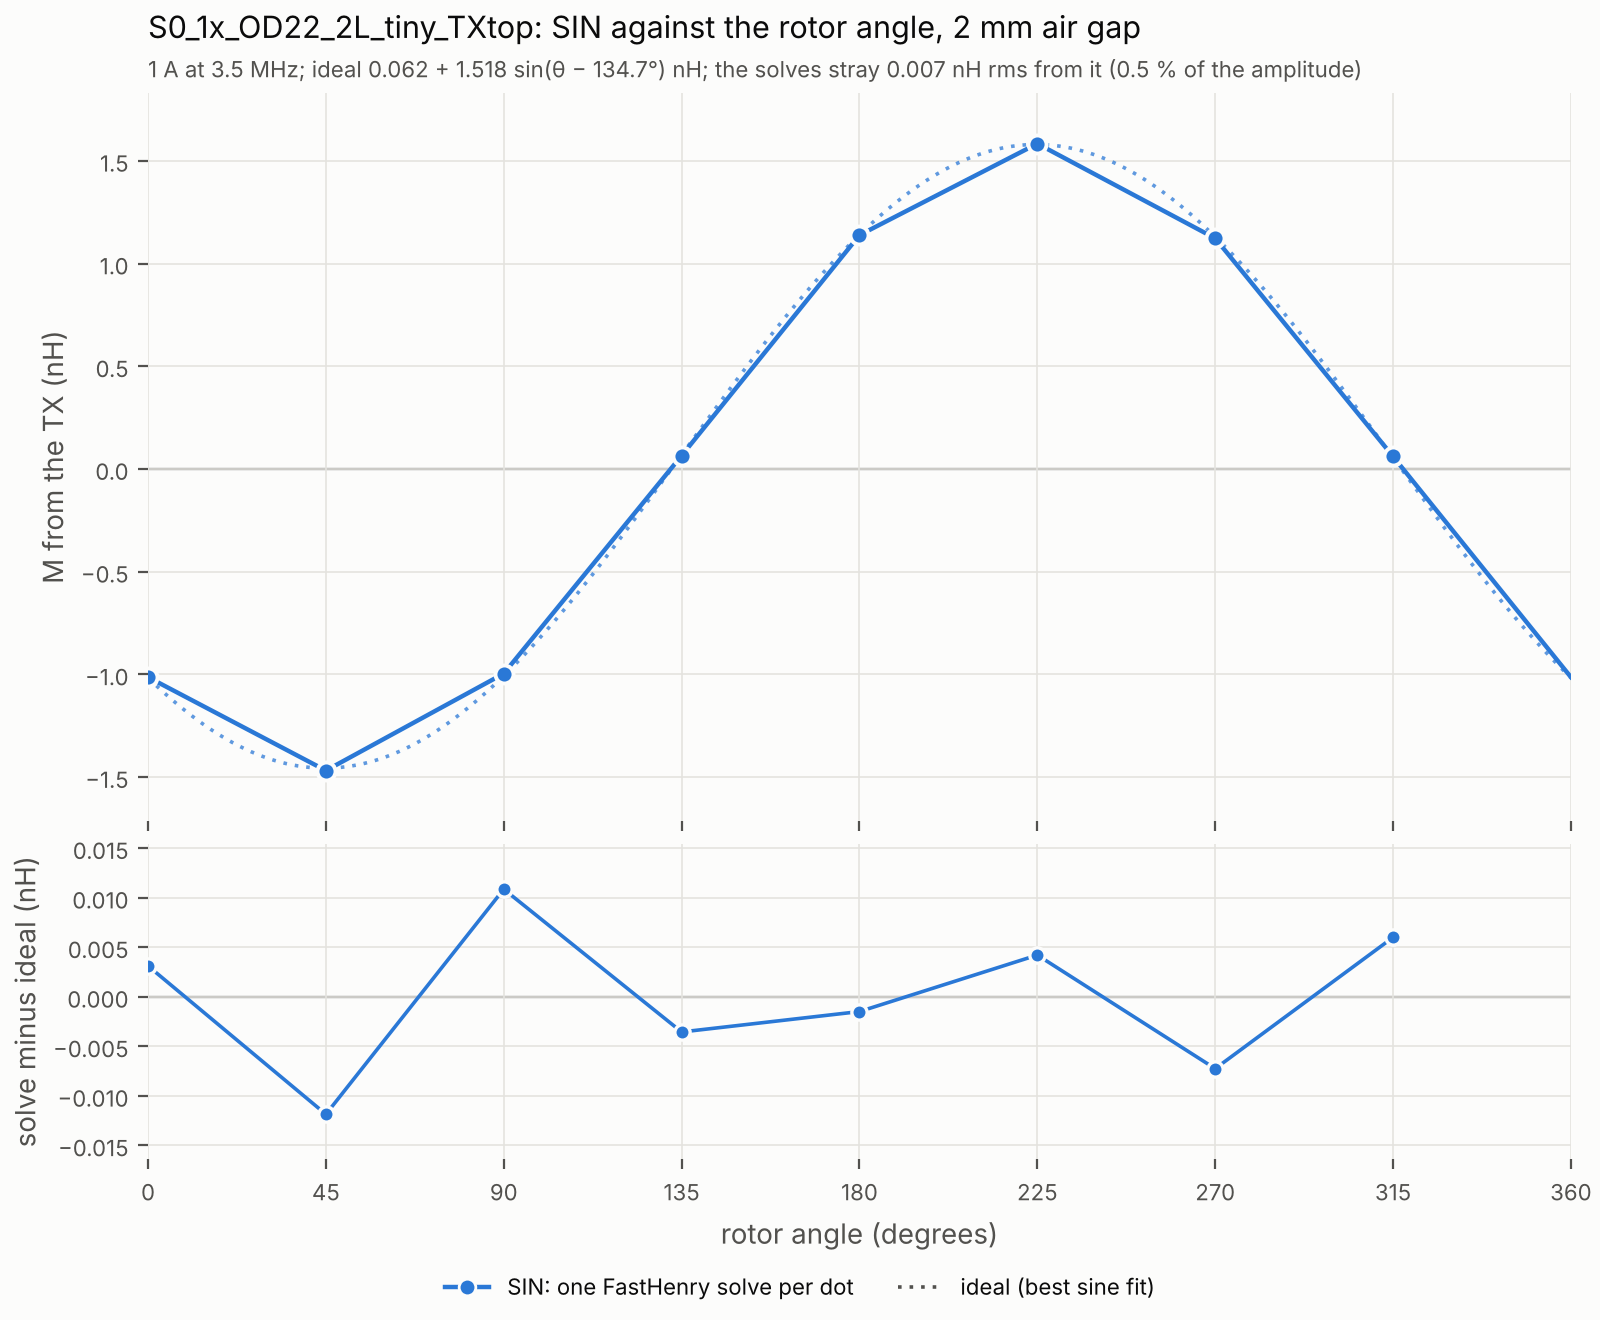 S0_1x_OD22_2L_tiny_TXtop: SIN against the rotor angle, 2 mm air gap
1 A at 3.5 MHz; ideal 0.062 + 1.518 sin(θ − 134.7°) nH; the solves stray 0.007 nH rms from it (0.5 % of the amplitude)
M from the TX (nH)
1.5
1.0
0.5
0.0
−0.5
−1.0
−1.5
solve minus ideal (nH)
0.015
0.010
0.005
0.000
−0.005
−0.010
−0.015
0 45 90 135 180 225 270 315 360
rotor angle (degrees)
SIN: one FastHenry solve per dot
ideal (best sine fit)